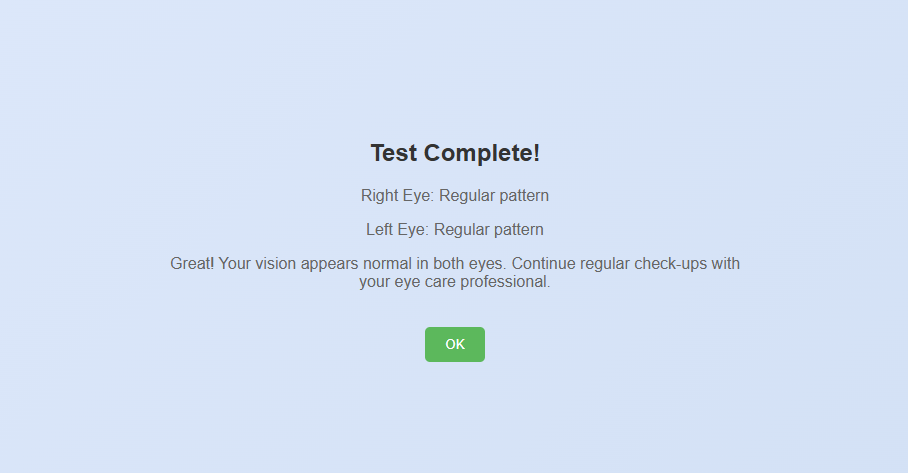 Test Complete!
Right Eye: Regular pattern
Left Eye: Regular pattern
Great! Your vision appears normal in both eyes. Continue regular check-ups with
your eye care professional.
OK